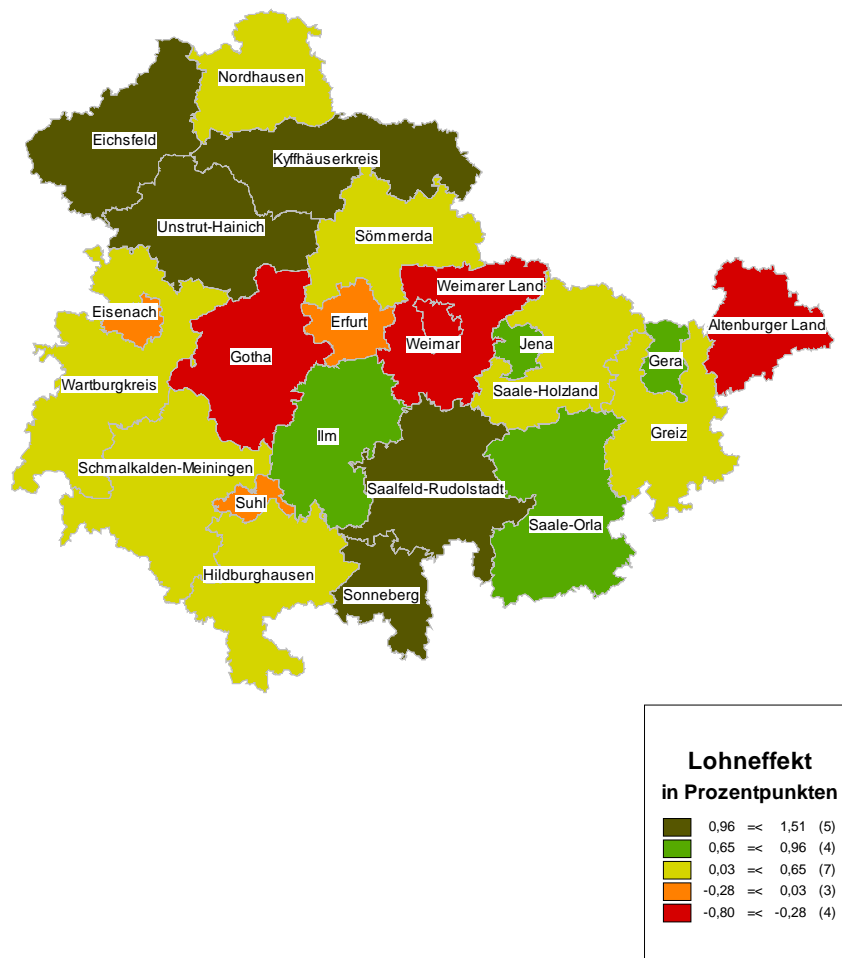 Nordhausen
Eichsfeld
Kyffhäuserkreis
Unstrut-Hainich
Sömmerda
Weimarer Land
Eisenach
Erfurt
Altenburger Land
Weimar
Jena
Gotha
Gera
Wartburgkreis
Saale-Holzland
Ilm
Greiz
Schmalkalden-Meiningen
Saalfeld-Rudolstadt
Suhl
Saale-Orla
Hildburghausen
Sonneberg
Lohneffekt
in Prozentpunkten
0,96 =< 1,51 (5)
0,65 =< 0,96 (4)
0,03 =< 0,65 (7)
-0,28 =< 0,03 (3)
-0,80 =< -0,28 (4)